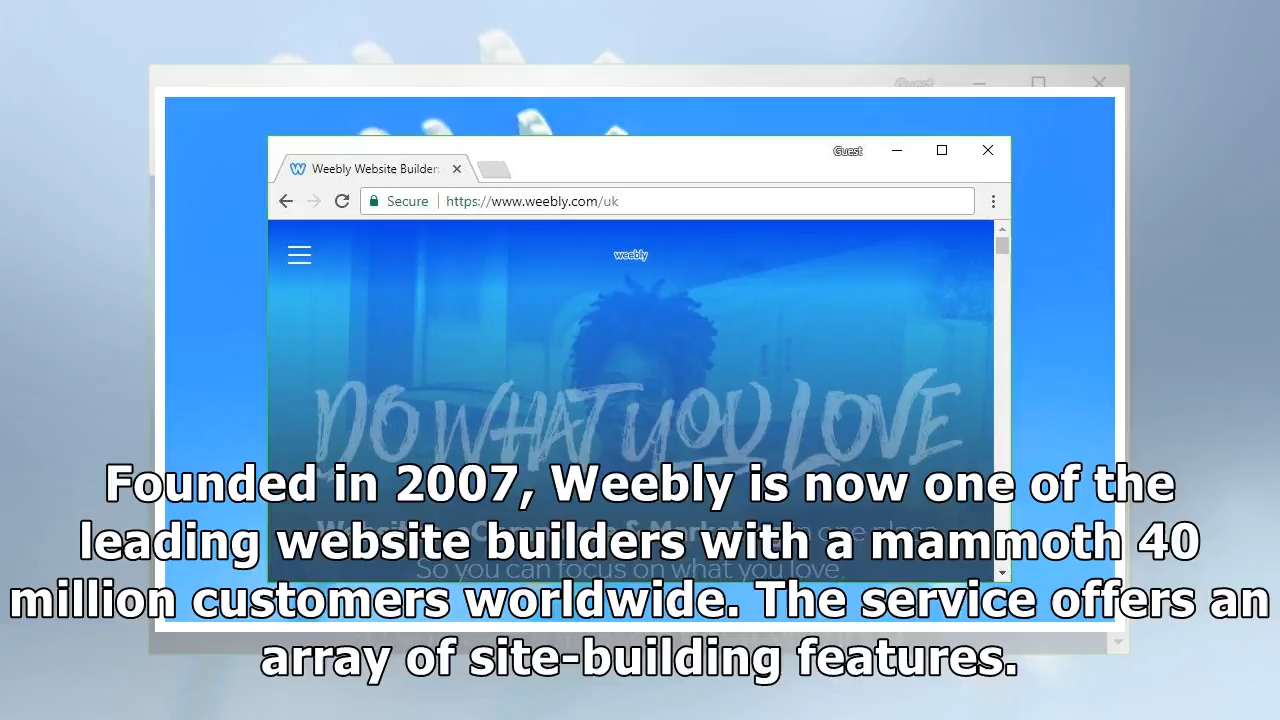 Guest
Guest
Weebly Website Builder:
Secure https://www.weebly.com/uk
weebly
DO WHAT YOU LOVE
Founded in 2007, Weebly is now one of the
leading website builders with a mammoth 40
million customers worldwide. The service offers an
array of site-building features.
So you can focus on what you love.